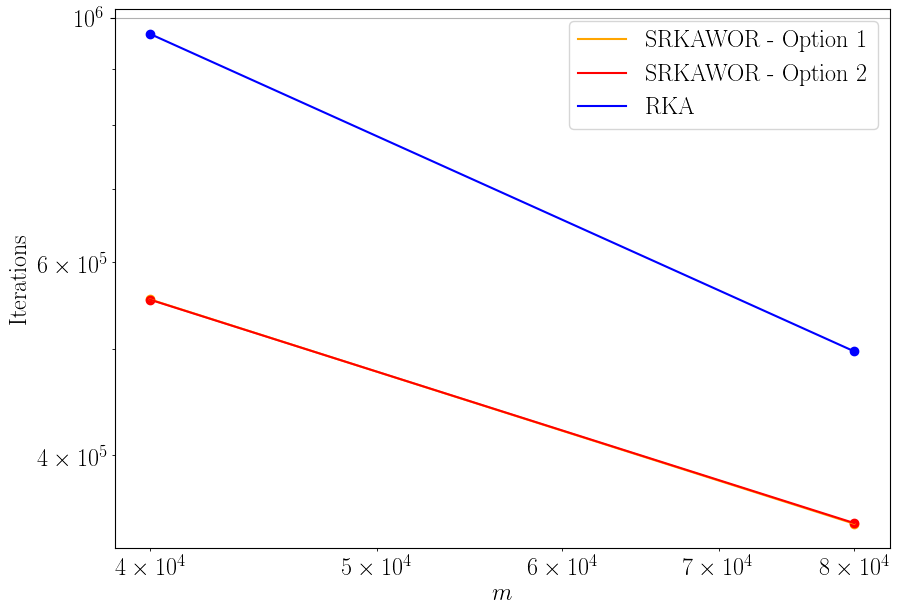 10^6
SRKAWOR - Option 1
SRKAWOR - Option 2
RKA
Iterations
6 × 10^5
4 × 10^5
4 × 10^4
5 × 10^4
6 × 10^4
7 × 10^4
8 × 10^4
m